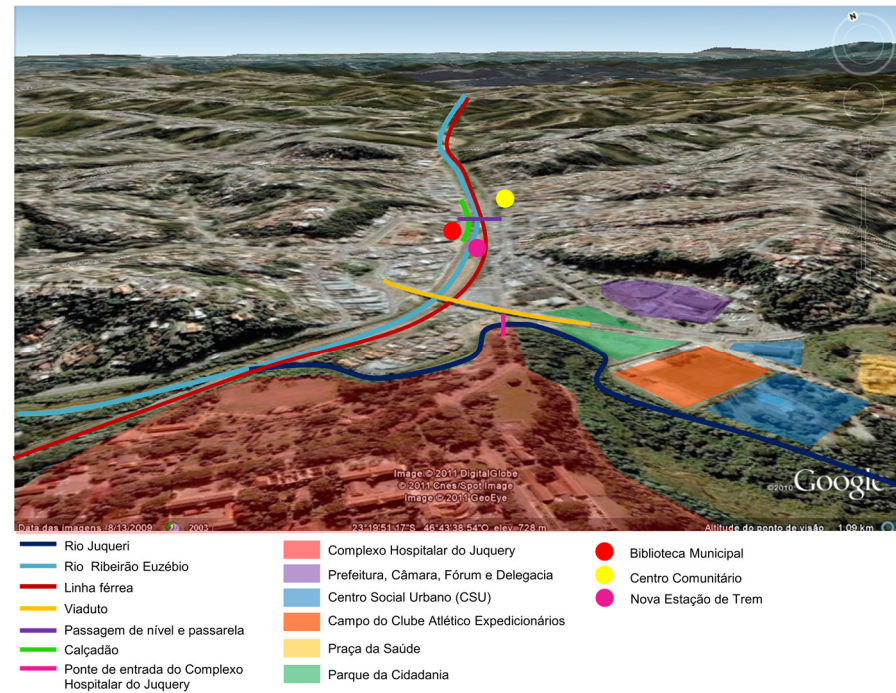 N
Image © 2011 DigitalGlobe
© 2011 Cnes/Spot Image
Image © 2011 GeoEye
©2010 Google
Data das imagens: 8/13/2009 2003 23°19'51.17"S 46°43'38.54"O elev 728 m Altitude do ponto de visão 1.09 km
Rio Juqueri
Rio Ribeirão Euzébio
Linha férrea
Viaduto
Passagem de nível e passarela
Calçadão
Ponte de entrada do Complexo
Hospitalar do Juquery
Complexo Hospitalar do Juquery
Prefeitura, Câmara, Fórum e Delegacia
Centro Social Urbano (CSU)
Campo do Clube Atlético Expedicionários
Praça da Saúde
Parque da Cidadania
Biblioteca Municipal
Centro Comunitário
Nova Estação de Trem